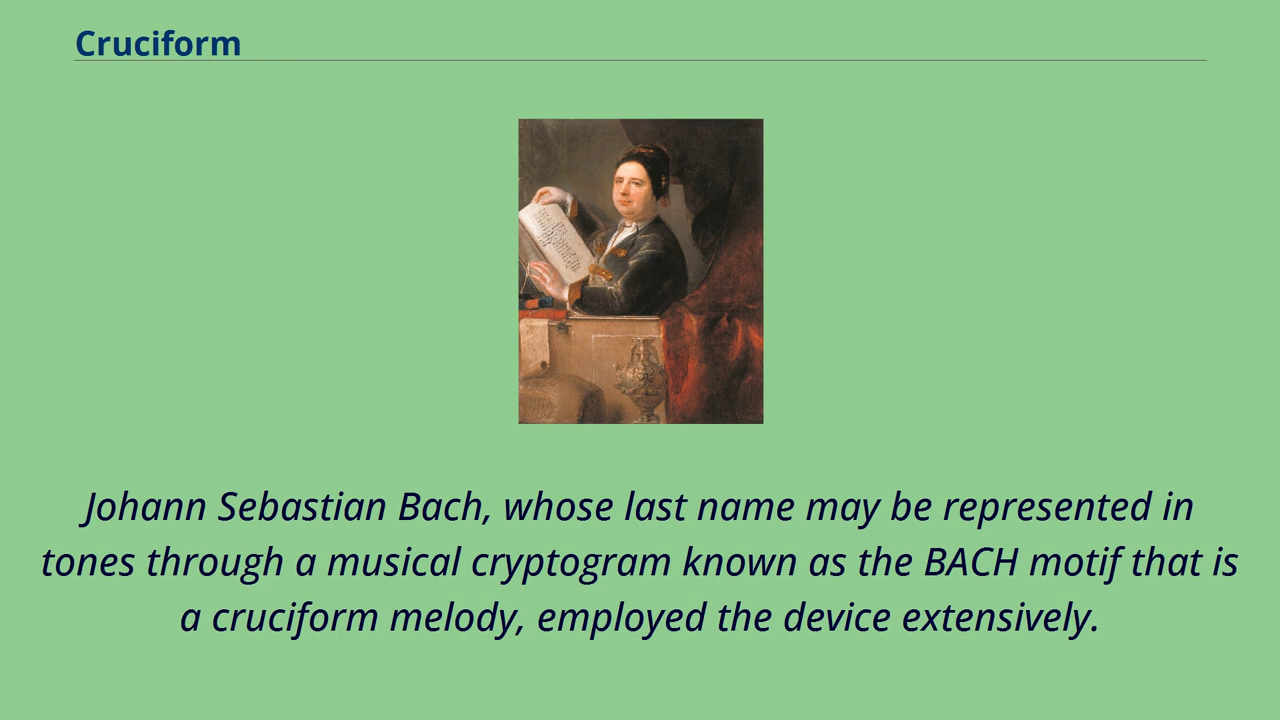 Cruciform
Johann Sebastian Bach, whose last name may be represented in
tones through a musical cryptogram known as the BACH motif that is
a cruciform melody, employed the device extensively.